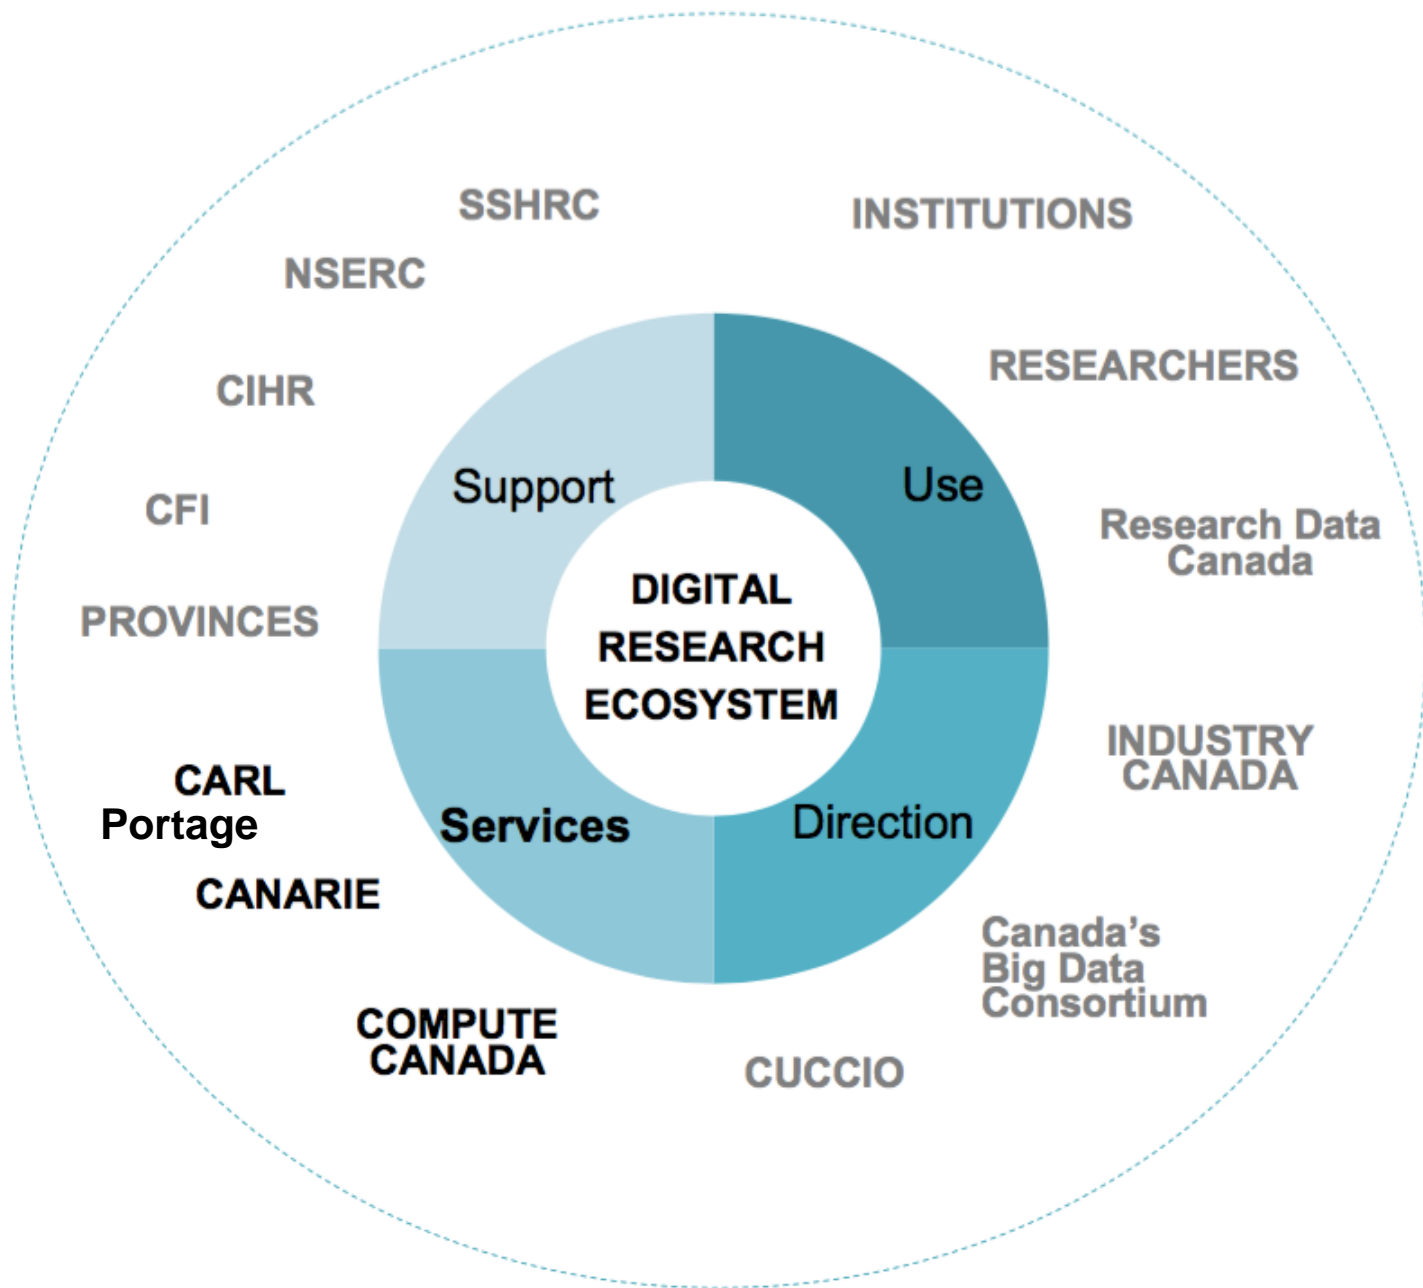 SSHRC
INSTITUTIONS
NSERC
RESEARCHERS
CIHR
Support
Use
CFI
Research Data
Canada
DIGITAL
RESEARCH
ECOSYSTEM
PROVINCES
INDUSTRY
CANADA
CARL
Portage
Services
Direction
CANARIE
Canada's
Big Data
Consortium
COMPUTE
CANADA
CUCCIO